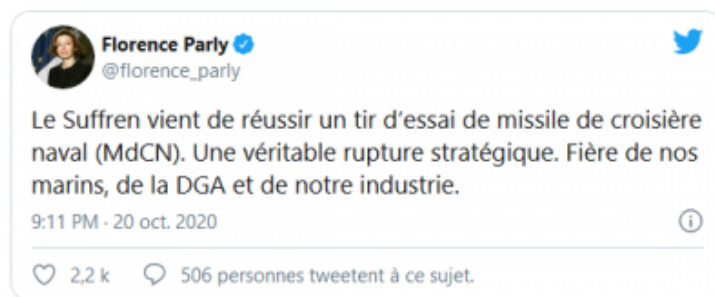 Florence Parly
@florence_parly
Le Suffren vient de réussir un tir d'essai de missile de croisière
naval (MdCN). Une véritable rupture stratégique. Fière de nos
marins, de la DGA et de notre industrie.
9:11 PM · 20 oct. 2020
2,2 k 506 personnes tweetent à ce sujet.